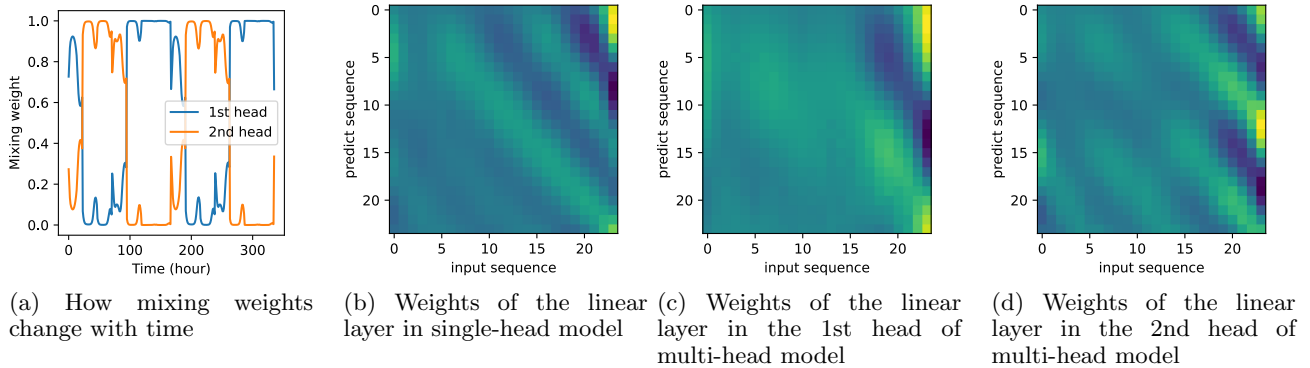 1.0
0.8
0.6
0.4
0.2
0.0
Mixing weight
1st head
2nd head
0 100 200 300
Time (hour)
0
5
10
15
20
predict sequence
0 5 10 15 20
input sequence
0
5
10
15
20
predict sequence
0 5 10 15 20
input sequence
0
5
10
15
20
predict sequence
0 5 10 15 20
input sequence
(a) How mixing weights
change with time
(b) Weights of the linear
layer in single-head model
(c) Weights of the linear
layer in the 1st head of
multi-head model
(d) Weights of the linear
layer in the 2nd head of
multi-head model